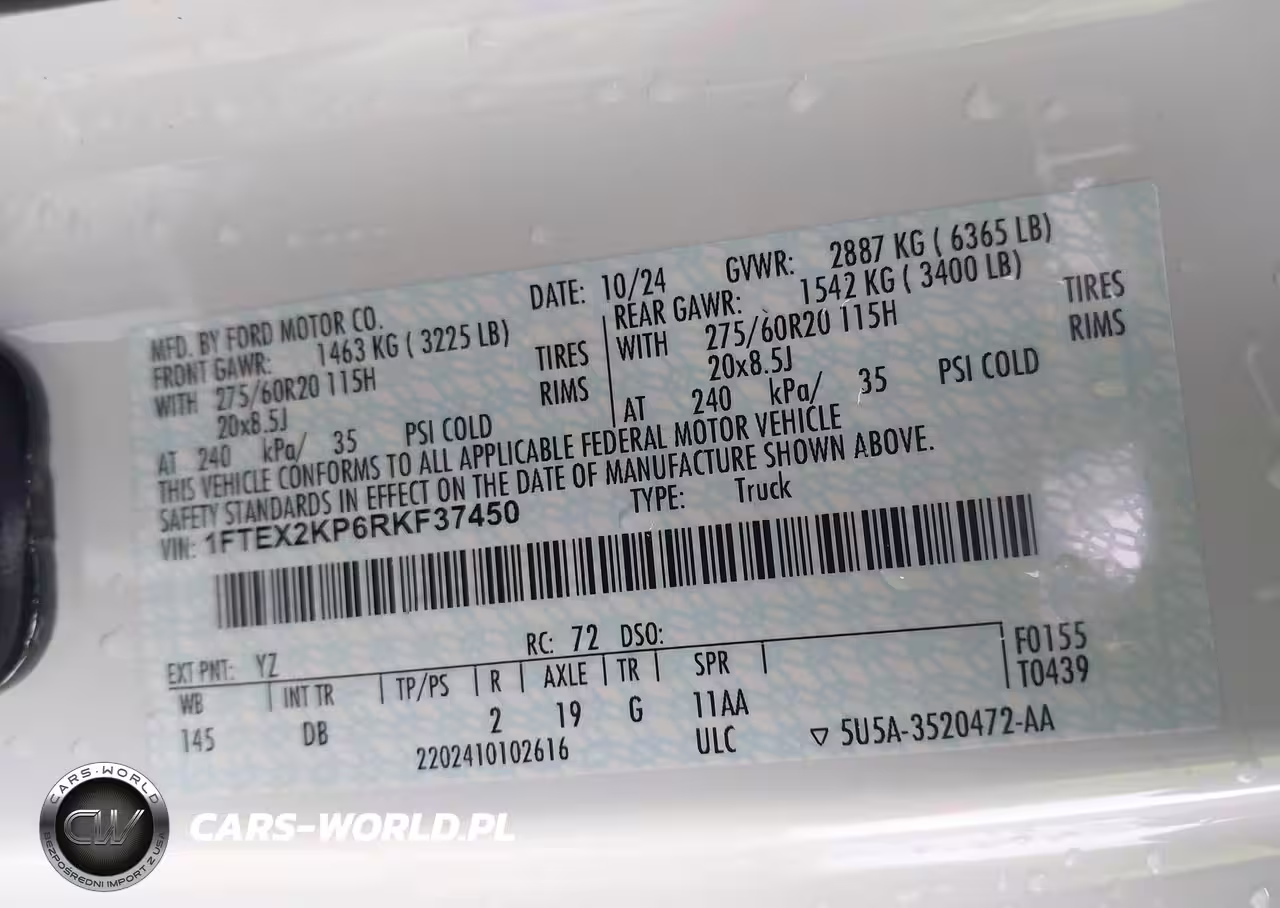 MFD. BY FORD MOTOR CO.
DATE: 10/24
GVWR: 2887 KG ( 6365 LB)
FRONT GAWR: 1463 KG ( 3225 LB)
REAR GAWR: 1542 KG ( 3400 LB)
WITH 275/60R20 115H TIRES
WITH 275/60R20 115H TIRES
20x8.5J RIMS
20x8.5J RIMS
AT 240 kPa/ 35 PSI COLD
AT 240 kPa/ 35 PSI COLD
THIS VEHICLE CONFORMS TO ALL APPLICABLE FEDERAL MOTOR VEHICLE
SAFETY STANDARDS IN EFFECT ON THE DATE OF MANUFACTURE SHOWN ABOVE.
VIN: 1FTEX2KP6RKF37450
TYPE: Truck
EXT PNT: YZ
RC: 72 DSO:
F0155
WB INT TR TP/PS R AXLE TR SPR
T0439
145 DB 2 19 G 11AA
2202410102616
ULC
▽ 5U5A-3520472-AA
CARS-WORLD
CW
BEZPOŚREDNI IMPORT Z USA
CARS-WORLD.PL